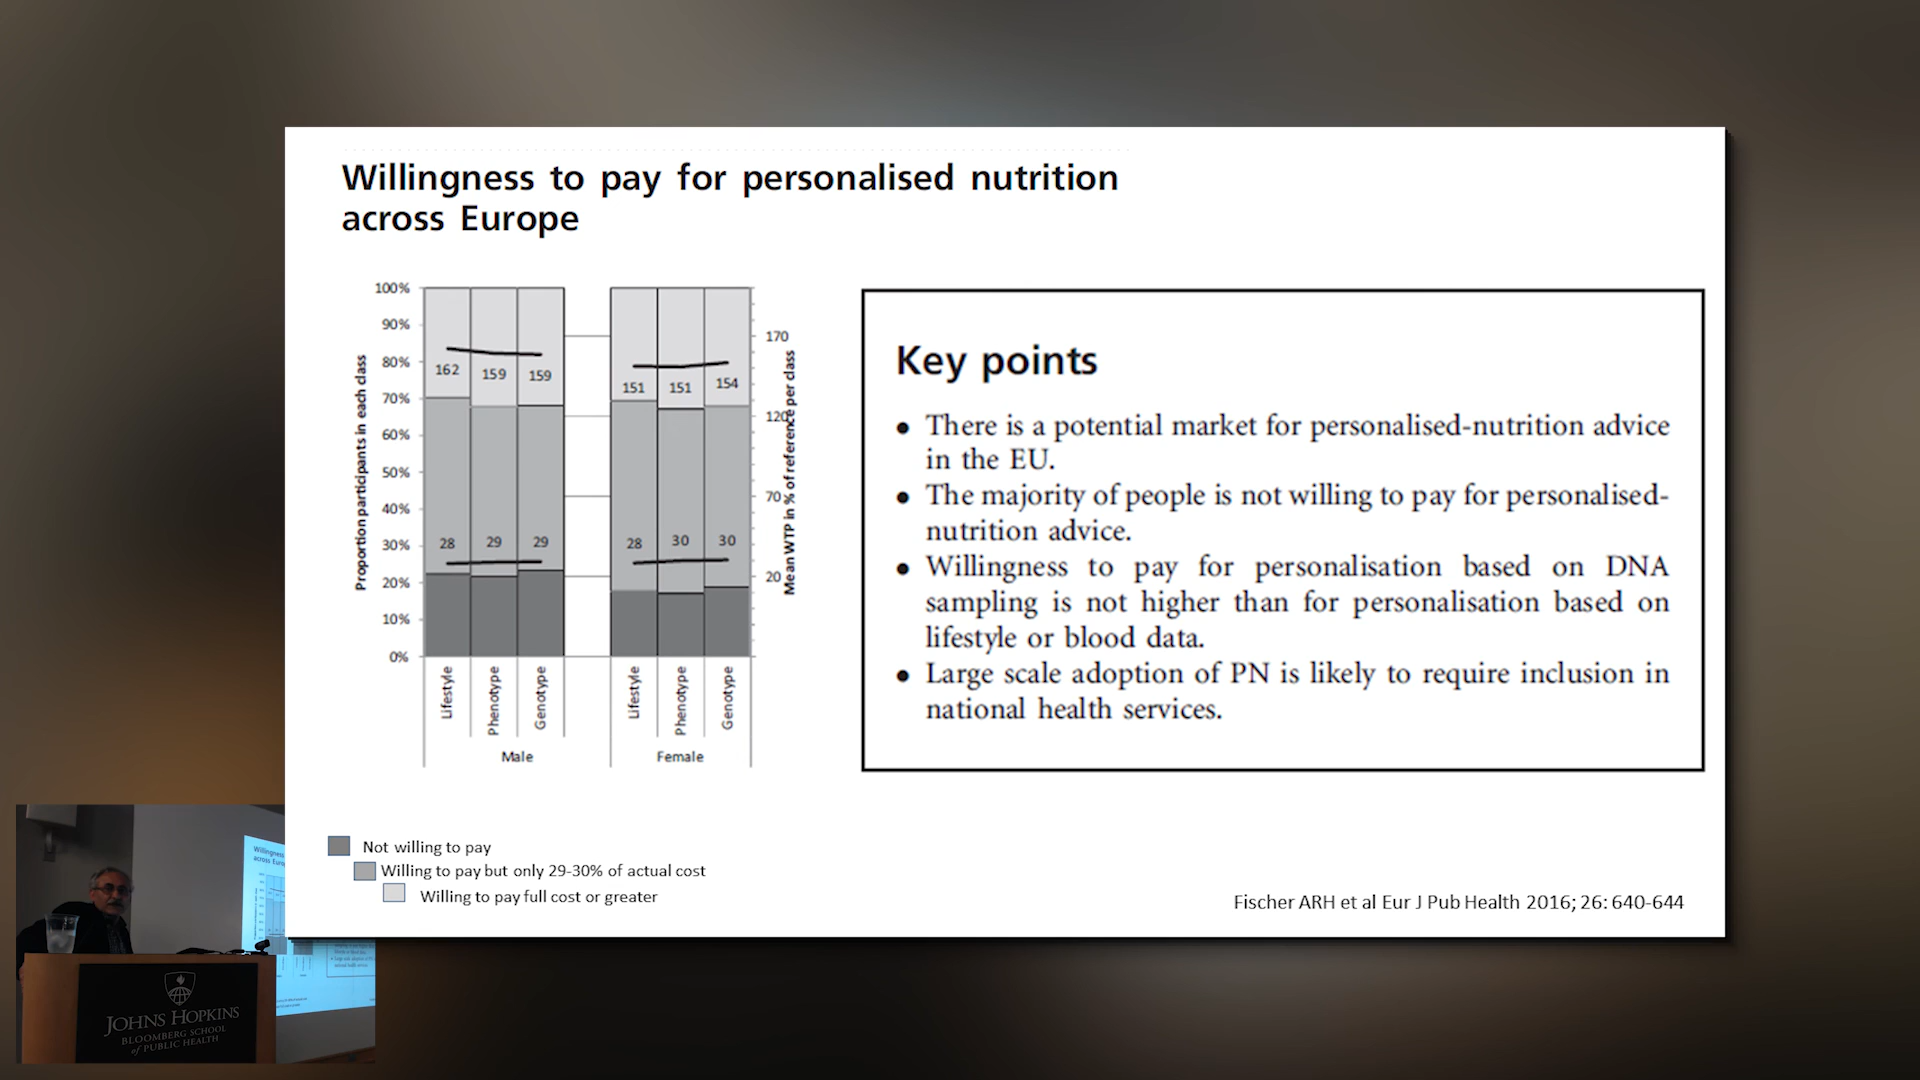 Willingness to pay for personalised nutrition
across Europe
100%
90%
80%
70%
60%
50%
40%
30%
20%
10%
0%
Proportion participants in each class
162
159
159
151
151
154
28
29
29
28
30
30
170
120
70
20
Mean WTP in % of reference per class
Lifestyle
Phenotype
Genotype
Lifestyle
Phenotype
Genotype
Male
Female
Not willing to pay
Willing to pay but only 29-30% of actual cost
Willing to pay full cost or greater
Key points
• There is a potential market for personalised-nutrition advice
in the EU.
• The majority of people is not willing to pay for personalised-
nutrition advice.
• Willingness to pay for personalisation based on DNA
sampling is not higher than for personalisation based on
lifestyle or blood data.
• Large scale adoption of PN is likely to require inclusion in
national health services.
Fischer ARH et al Eur J Pub Health 2016; 26: 640-644
Willingness
across Euro
JOHNS HOPKINS
BLOOMBERG SCHOOL
of PUBLIC HEALTH